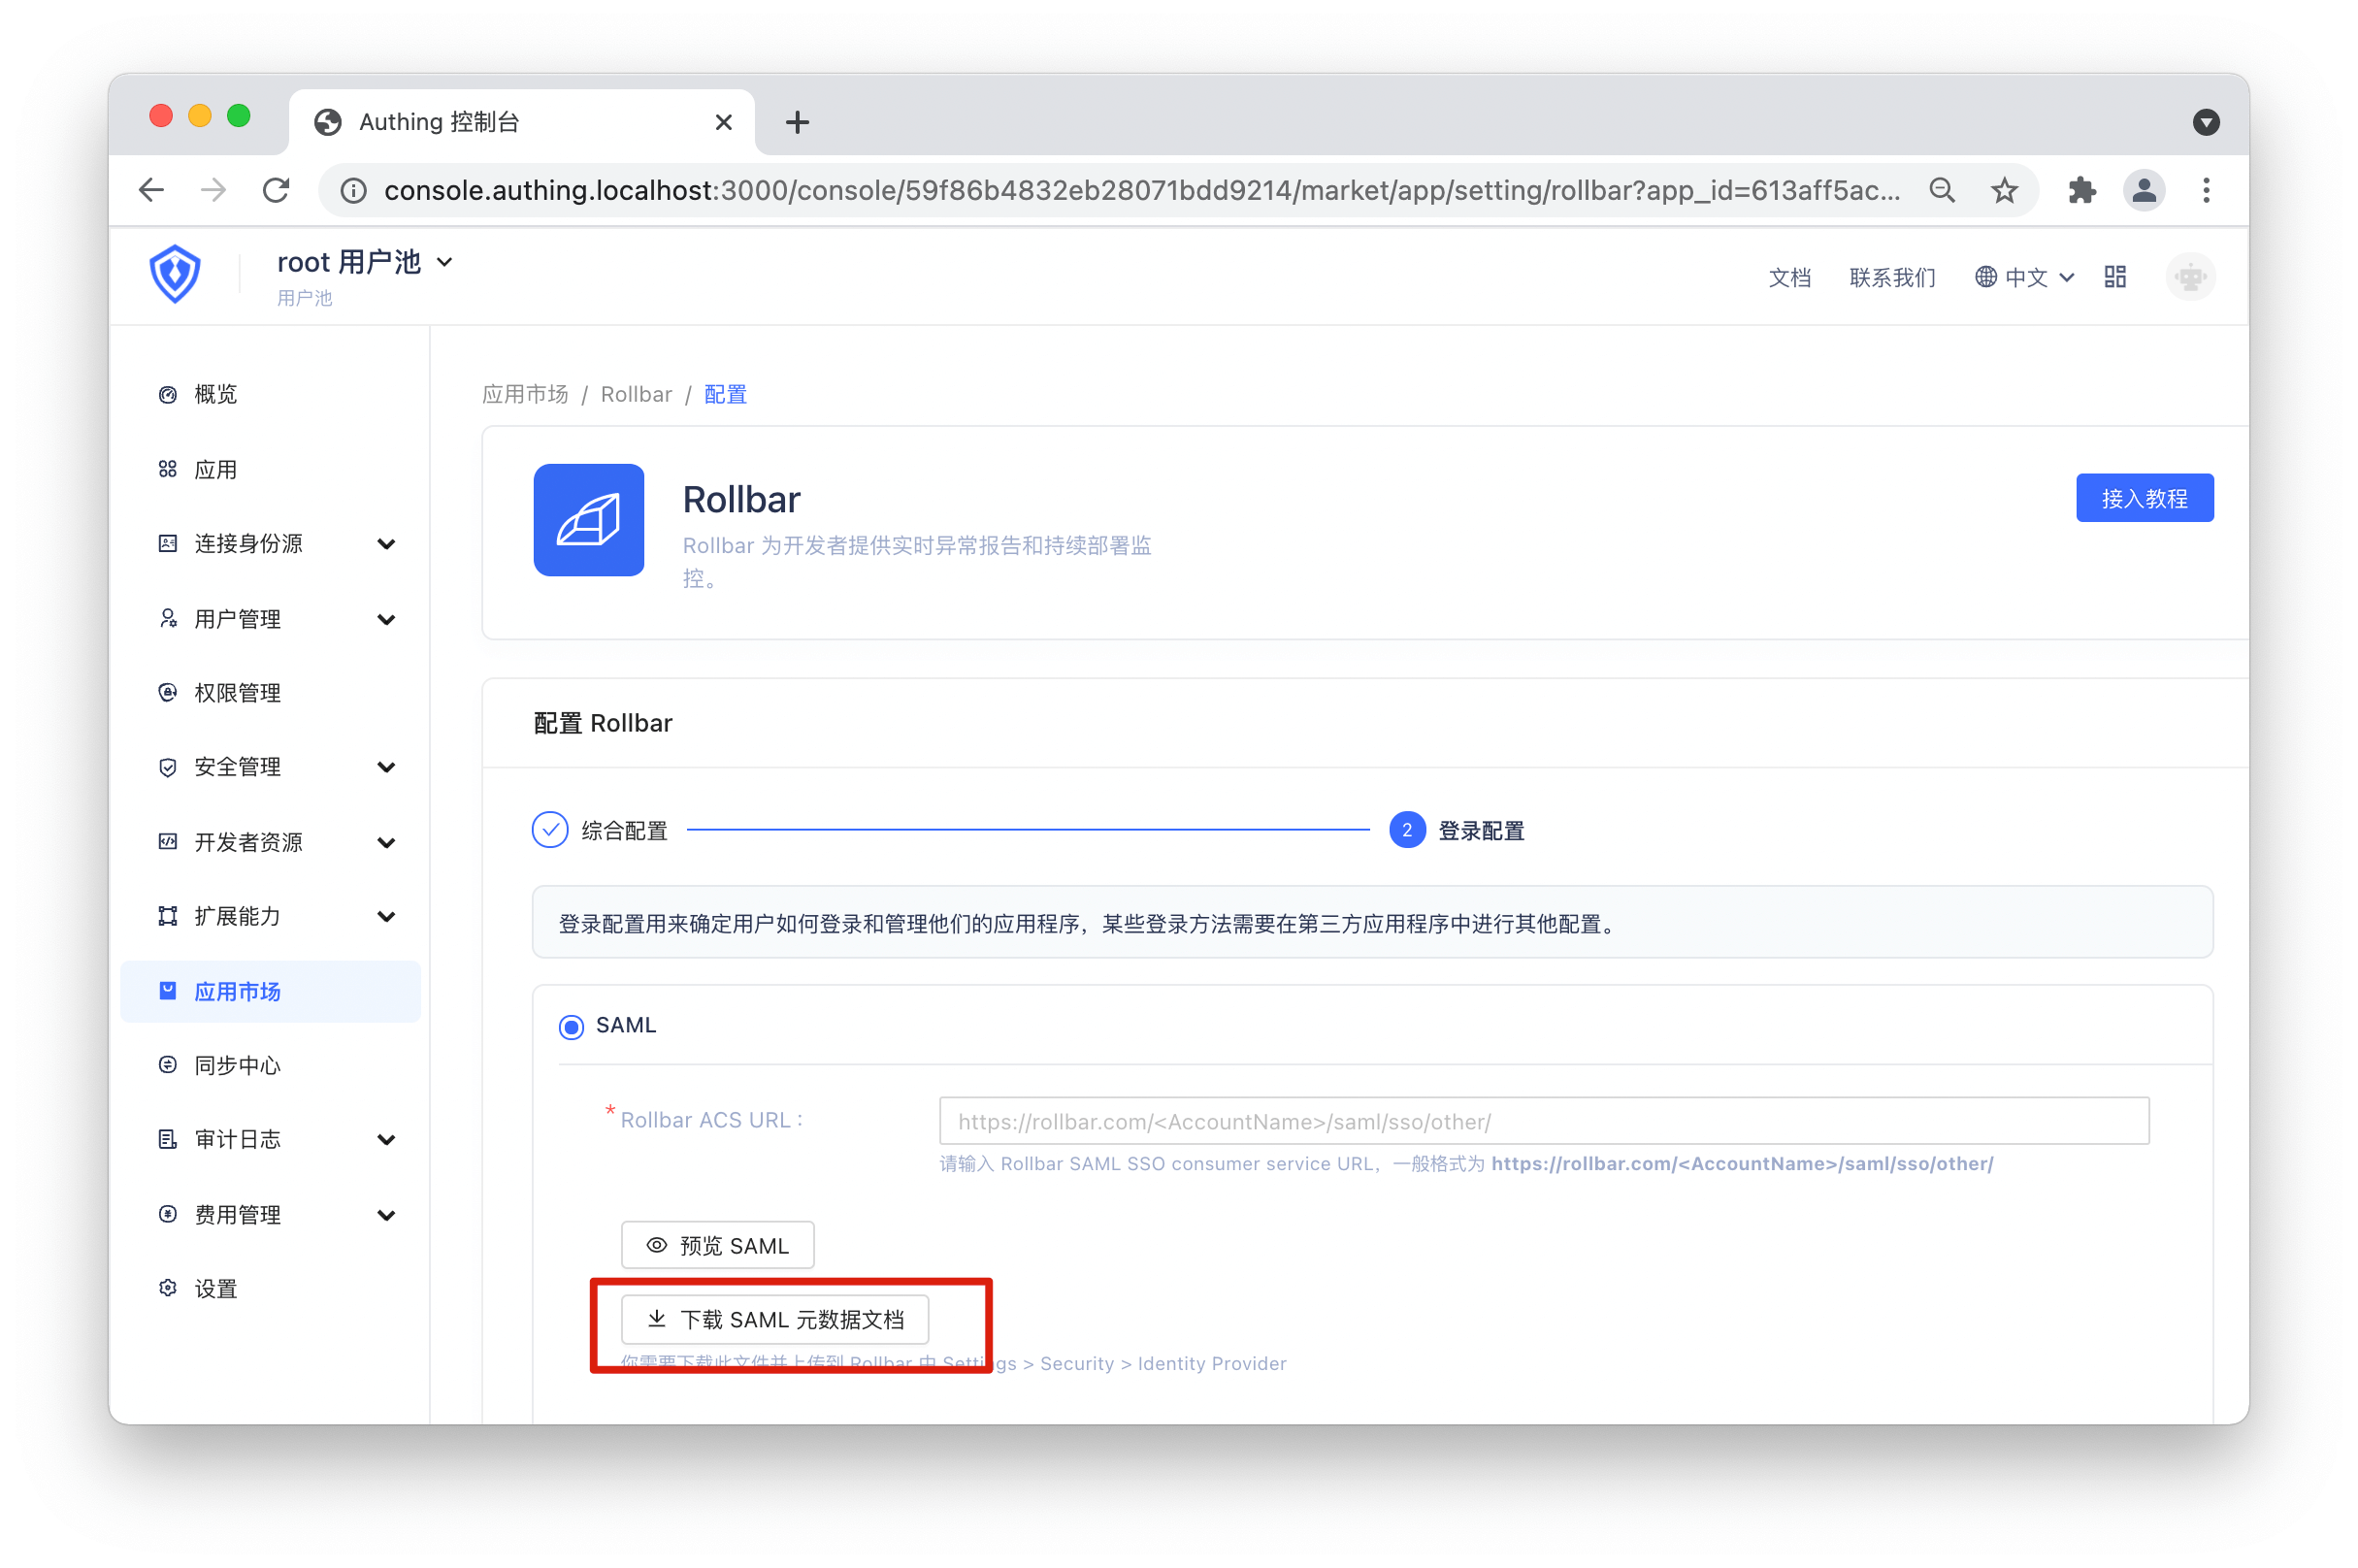 Authing 控制台
console.authing.localhost:3000/console/59f86b4832eb28071bdd9214/market/app/setting/rollbar?app_id=613aff5ac...
root 用户池
用户池
文档
联系我们
中文
概览
应用
连接身份源
用户管理
权限管理
安全管理
开发者资源
扩展能力
应用市场
同步中心
审计日志
费用管理
设置
应用市场 / Rollbar / 配置
Rollbar
Rollbar 为开发者提供实时异常报告和持续部署监
控。
接入教程
配置 Rollbar
综合配置
2 登录配置
登录配置用来确定用户如何登录和管理他们的应用程序，某些登录方法需要在第三方应用程序中进行其他配置。
SAML
* Rollbar ACS URL :
https://rollbar.com/<AccountName>/saml/sso/other/
请输入 Rollbar SAML SSO consumer service URL，一般格式为 https://rollbar.com/<AccountName>/saml/sso/other/
预览 SAML
下载 SAML 元数据文档
你需要下载此文件并上传到 Rollbar 中 Settings > Security > Identity Provider